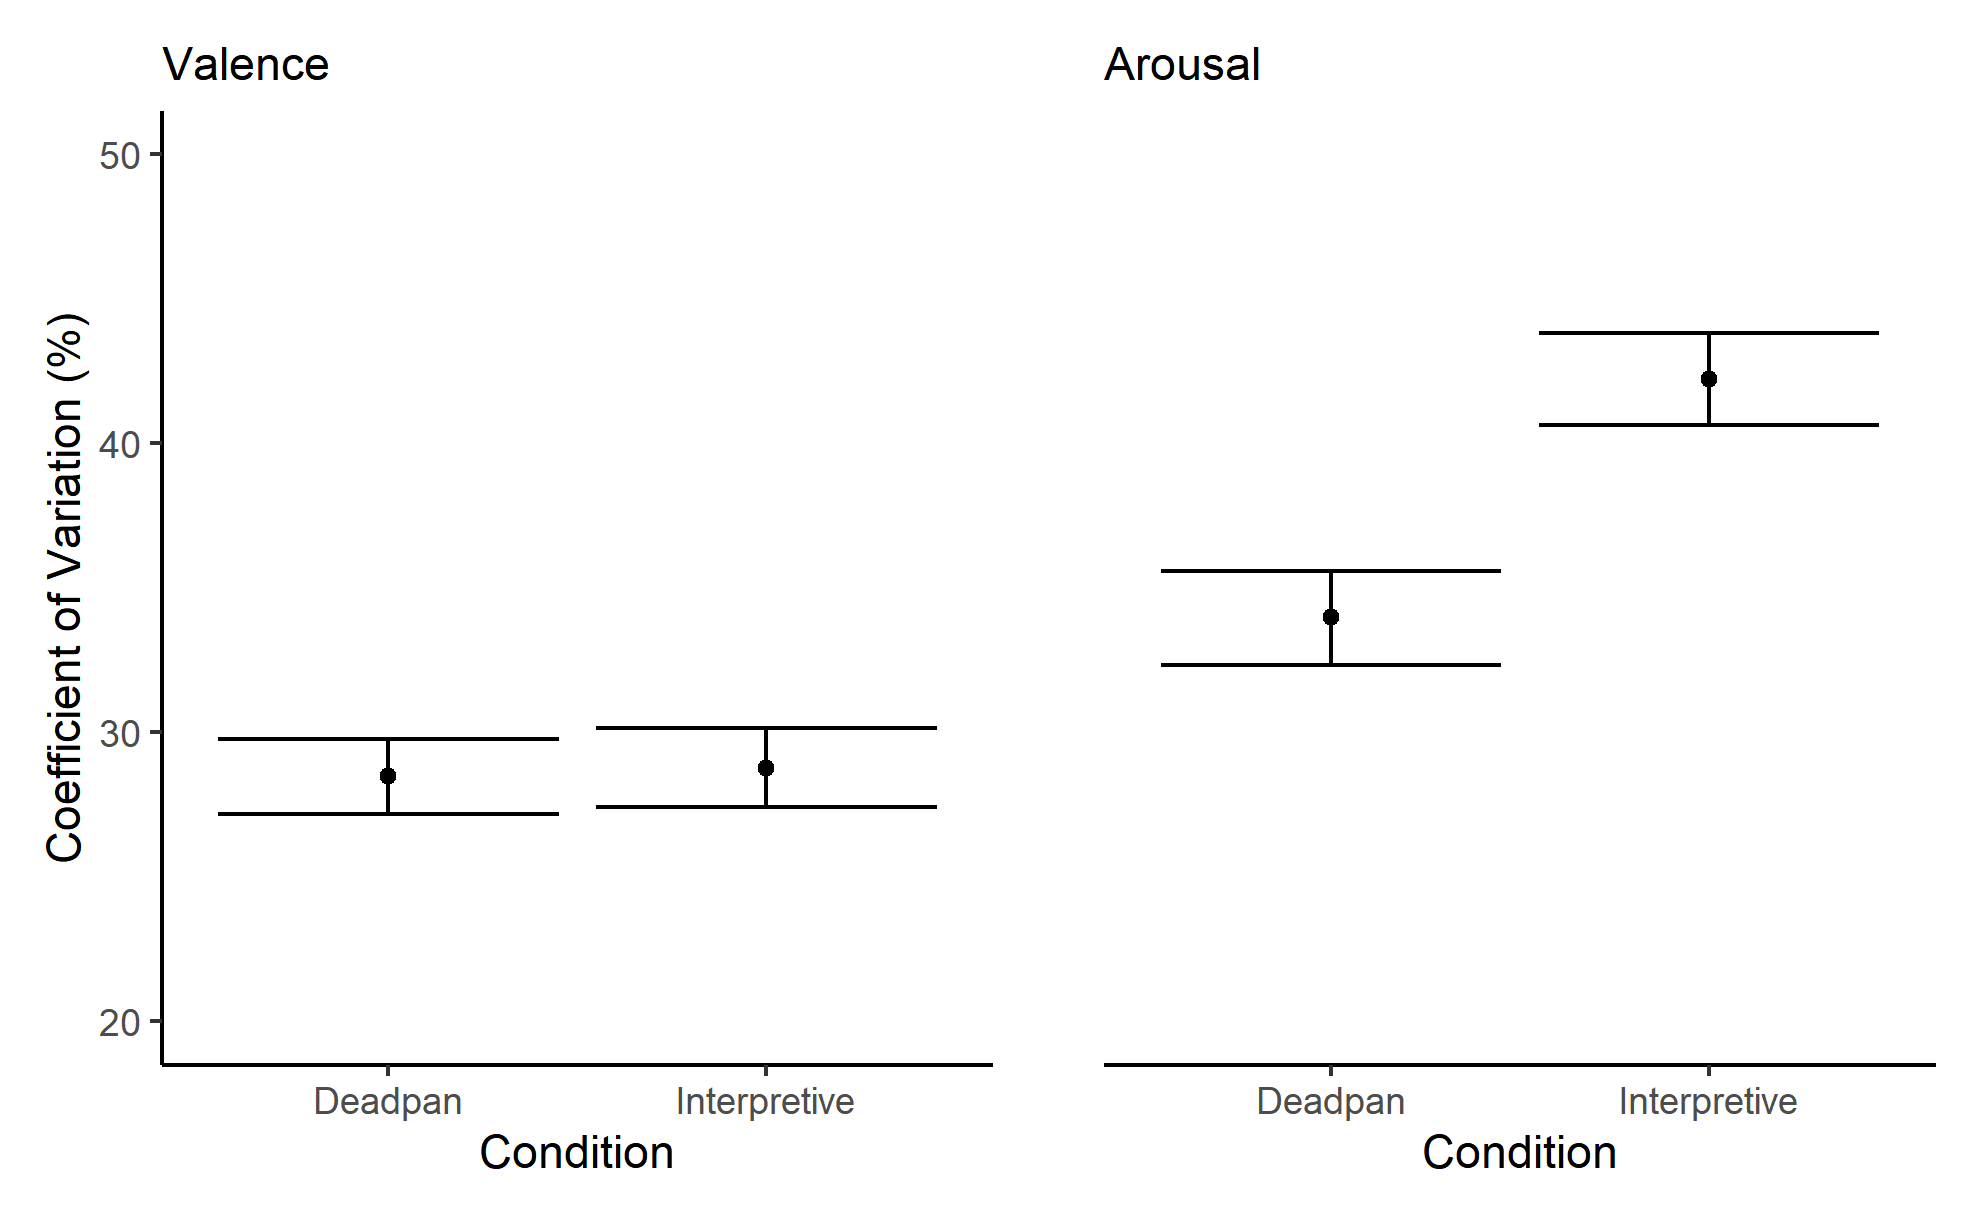 Valence
Arousal
Coefficient of Variation (%)
50
40
30
20
Deadpan
Interpretive
Condition
Deadpan
Interpretive
Condition